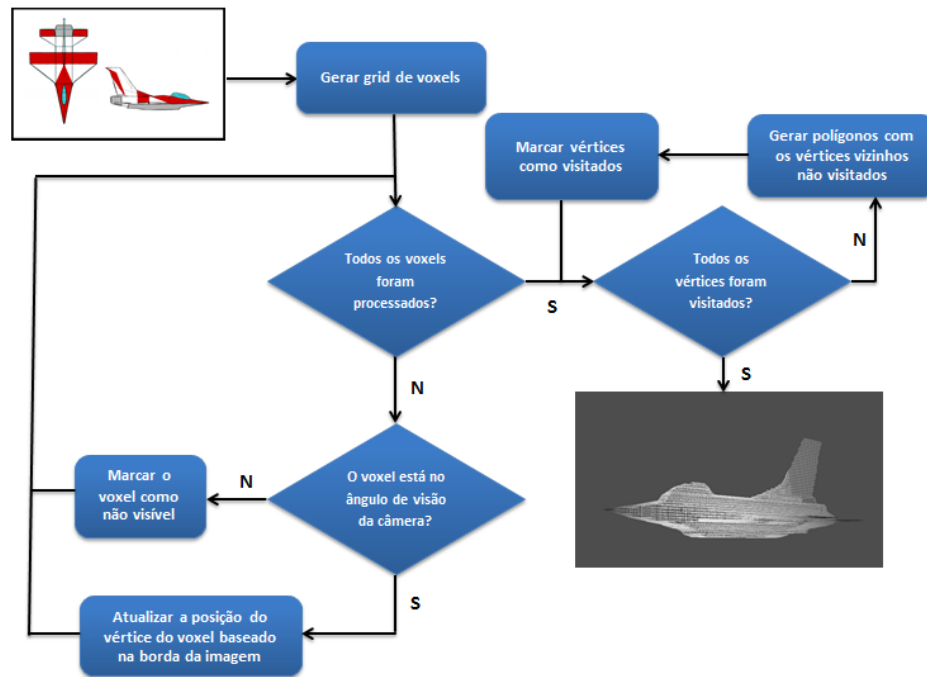 Gerar grid de voxels
Marcar vértices
como visitados
Gerar polígonos com
os vértices vizinhos
não visitados
N
Todos os voxels
foram
processados?
S
Todos os
vértices foram
visitados?
S
N
Marcar o
voxel como
não visível
N
O voxel está no
ângulo de visão
da câmera?
S
Atualizar a posição do
vértice do voxel baseado
na borda da imagem